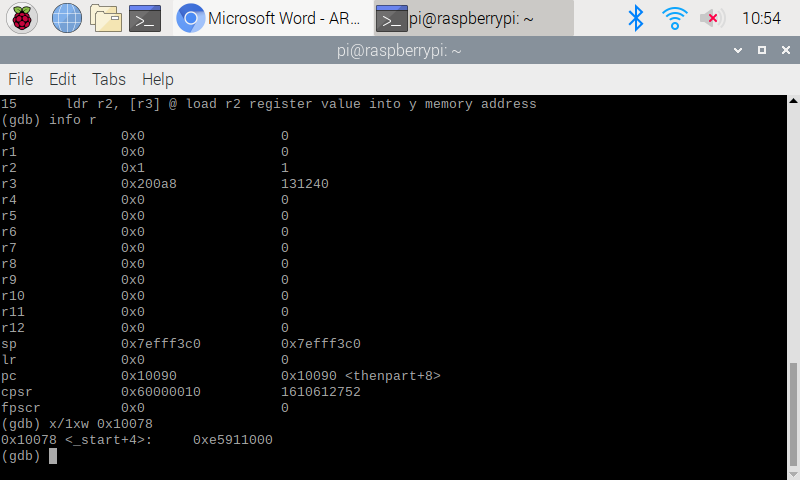 Microsoft Word - AR... pi@raspberrypi: ~ 10:54
pi@raspberrypi: ~
File Edit Tabs Help
15      ldr r2, [r3] @ load r2 register value into y memory address
(gdb) info r
r0             0x0                 0
r1             0x0                 0
r2             0x1                 1
r3             0x200a8             131240
r4             0x0                 0
r5             0x0                 0
r6             0x0                 0
r7             0x0                 0
r8             0x0                 0
r9             0x0                 0
r10            0x0                 0
r11            0x0                 0
r12            0x0                 0
sp             0x7efff3c0          0x7efff3c0
lr             0x0                 0
pc             0x10090             0x10090 <thenpart+8>
cpsr           0x60000010          1610612752
fpscr          0x0                 0
(gdb) x/1xw 0x10078
0x10078 <_start+4>:     0xe5911000
(gdb)